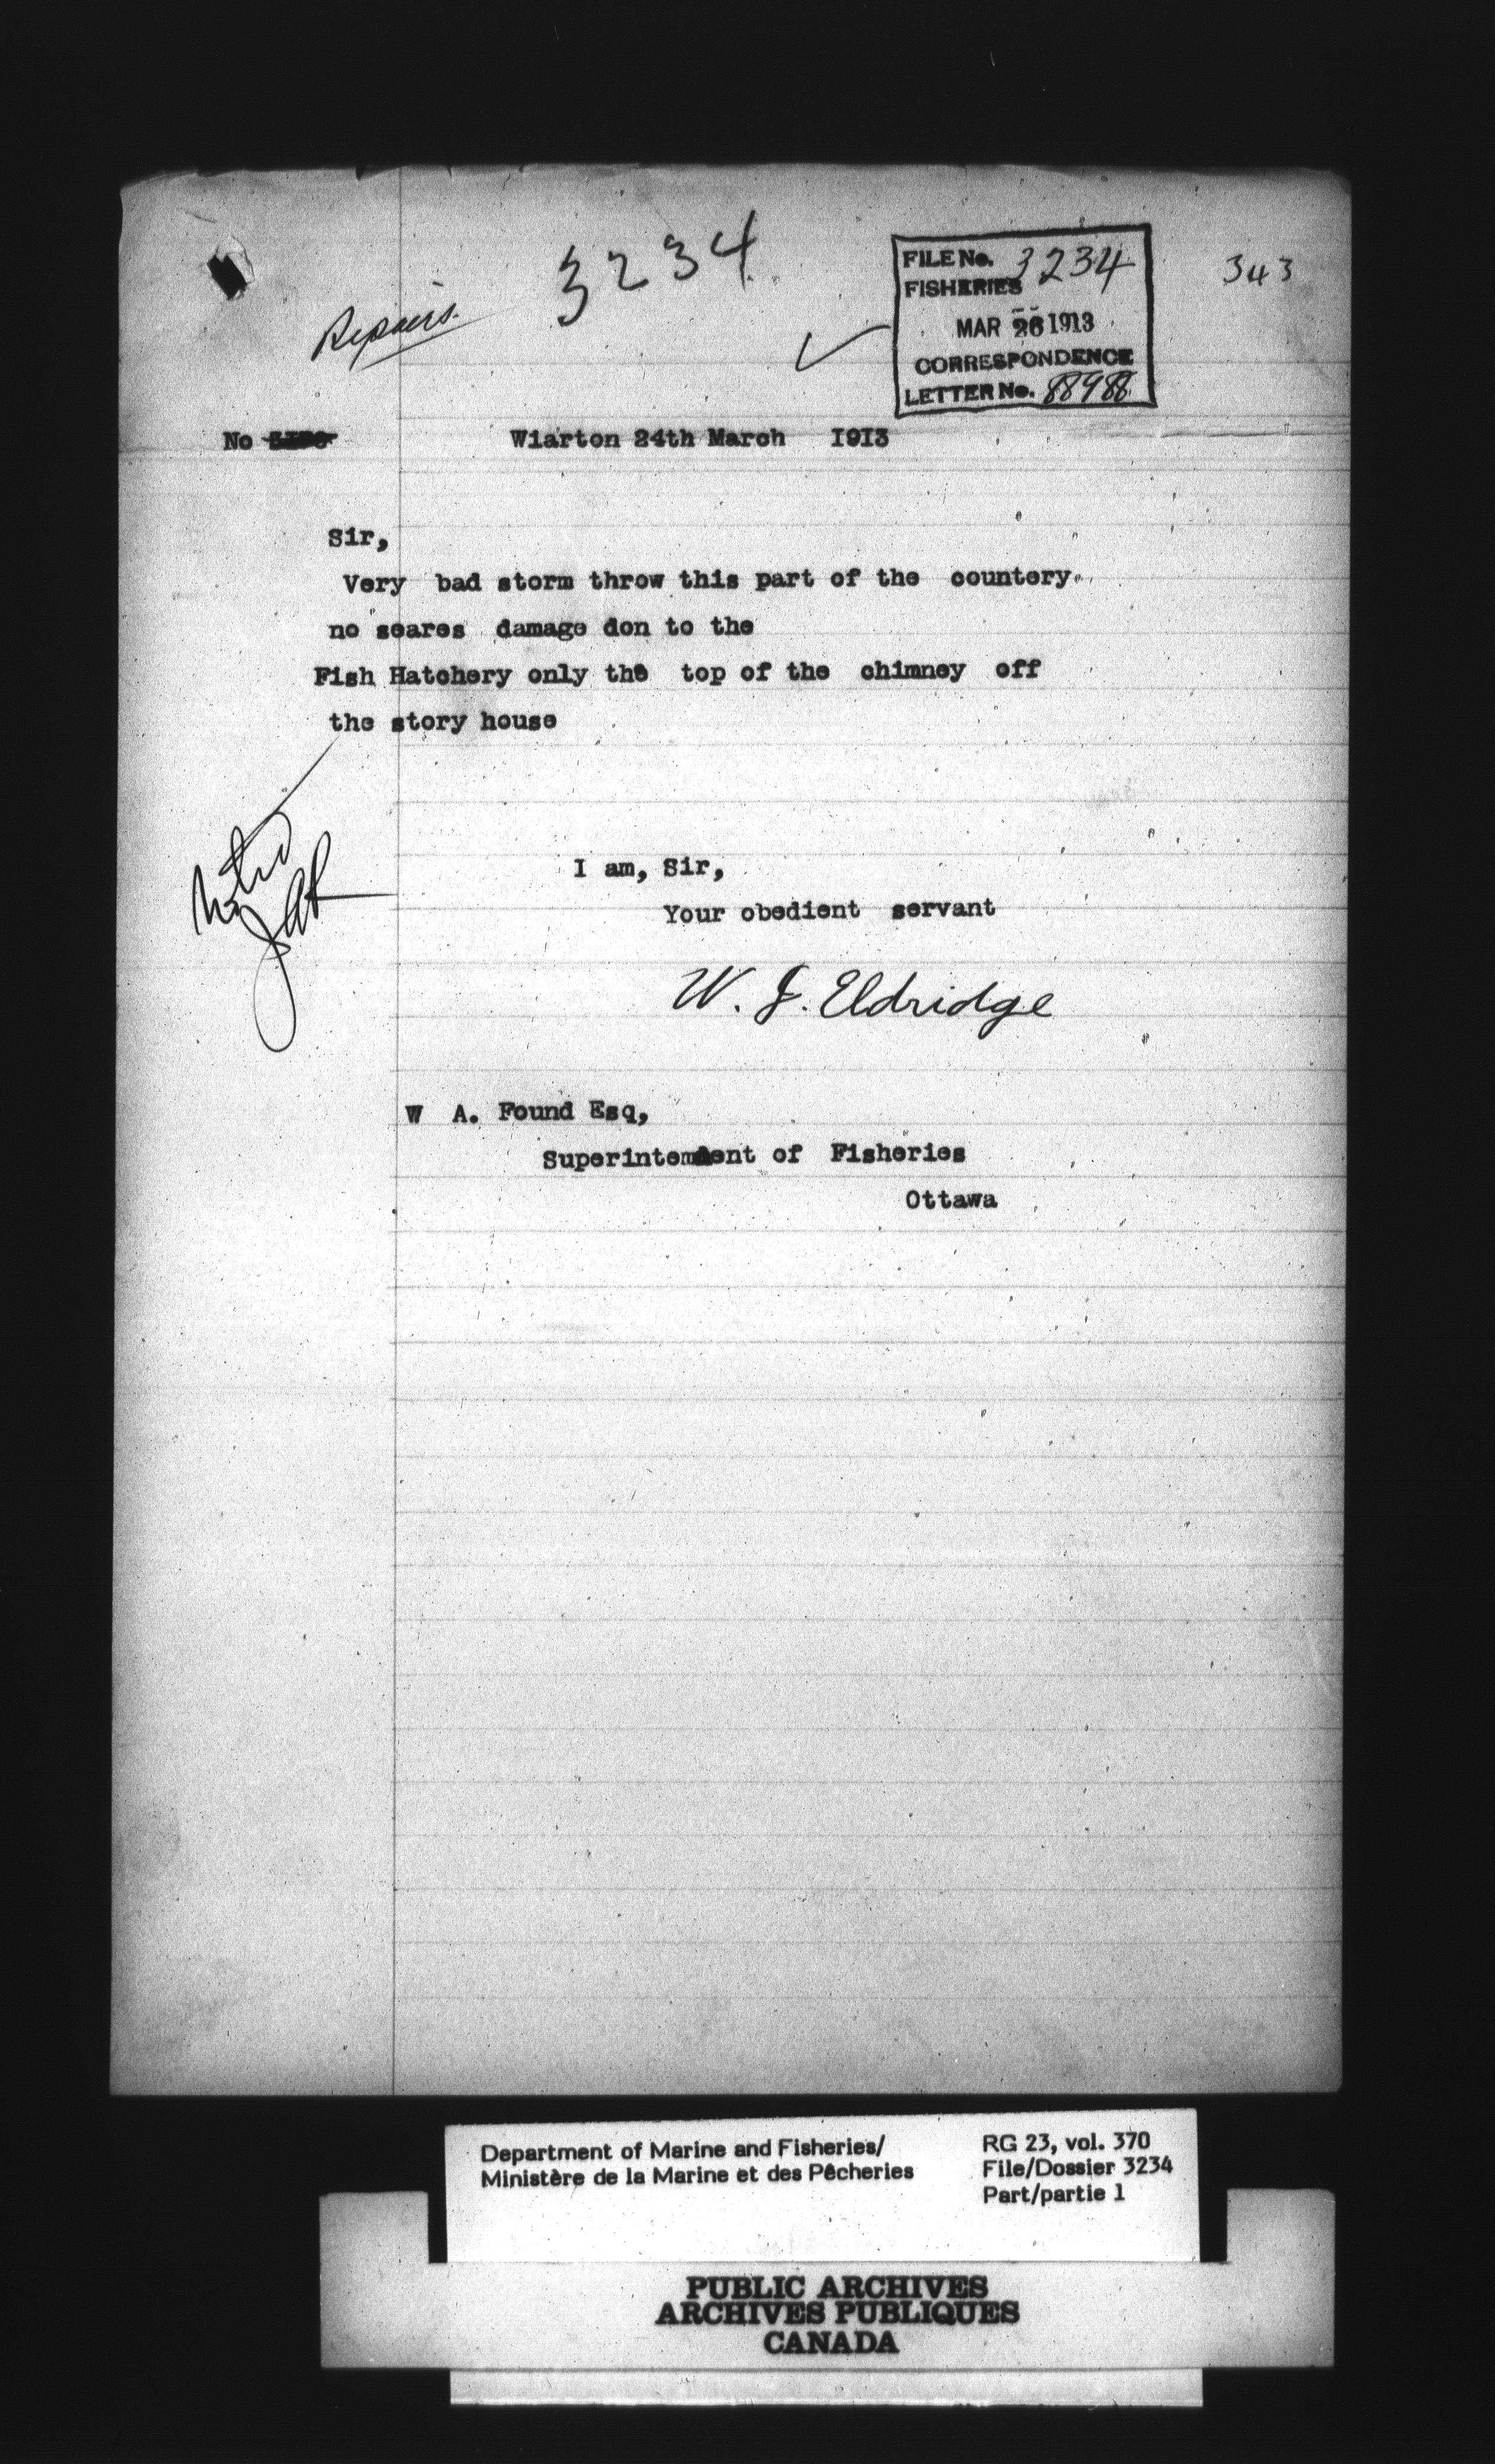 3234
343
Repairs.
FILE No. 3234
FISHERIES
MAR 26 1913
CORRESPONDENCE
LETTER No. 88988
No
Wiarton 24th March I9I3
Sir,
Very bad storm throw this part of the countery.
no seares damage don to the
Fish Hatchery only the top of the chimney off
the story house
Noted
JAR
I am, Sir,
Your obedient servant
W. J. Eldridge
W A. Found Esq,
Superintendent of Fisheries
Ottawa
Department of Marine and Fisheries/
Ministère de la Marine et des Pêcheries
RG 23, vol. 370
File/Dossier 3234
Part/partie 1
PUBLIC ARCHIVES
ARCHIVES PUBLIQUES
CANADA